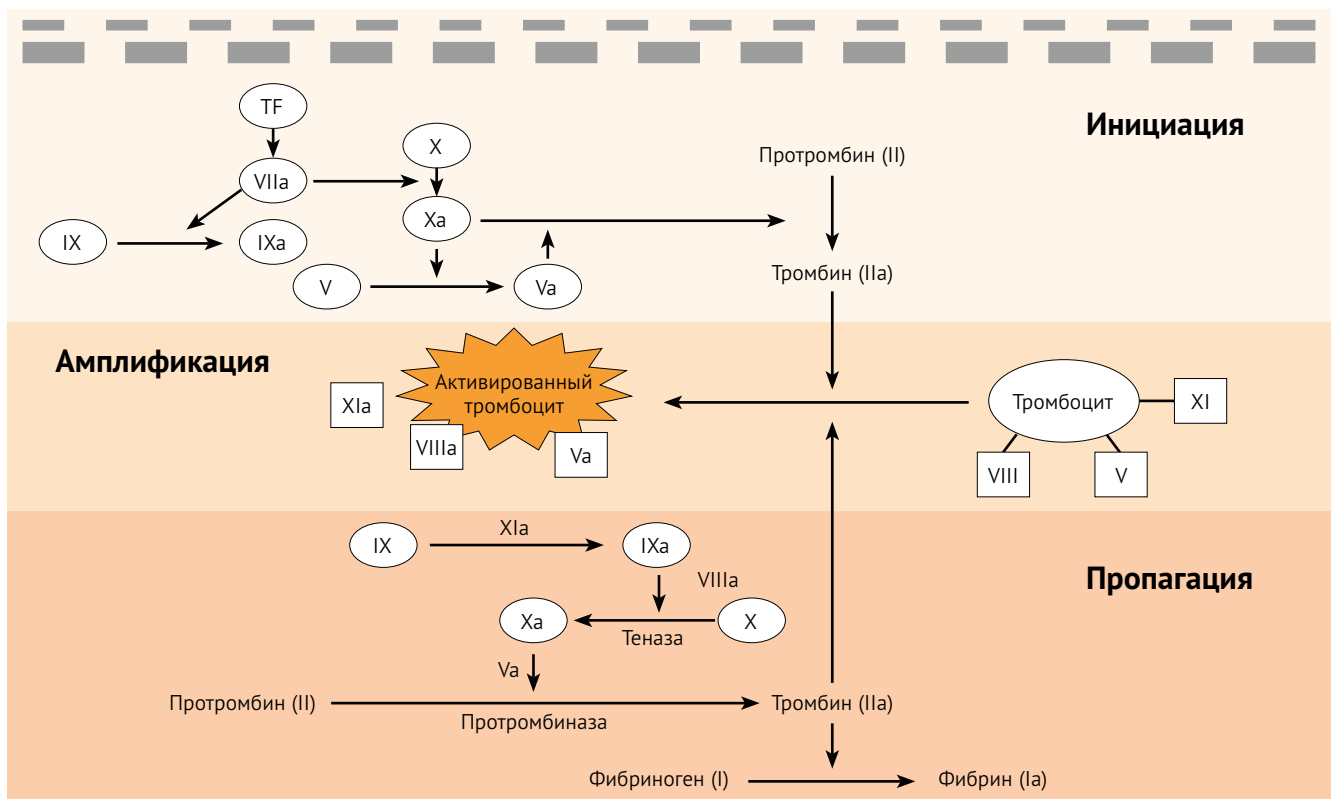 TF
Инициация
X
Протромбин (II)
VIIa
Xa
IX
IXa
V
Va
Тромбин (IIa)
Амплификация
Активированный
тромбоцит
XIa
VIIIa
Va
Тромбоцит
XI
VIII
V
IX
XIa
IXa
Пропагация
VIIIa
Xa
Теназа
X
Va
Протромбин (II)
Протромбиназа
Тромбин (IIa)
Фибриноген (I)
Фибрин (Ia)